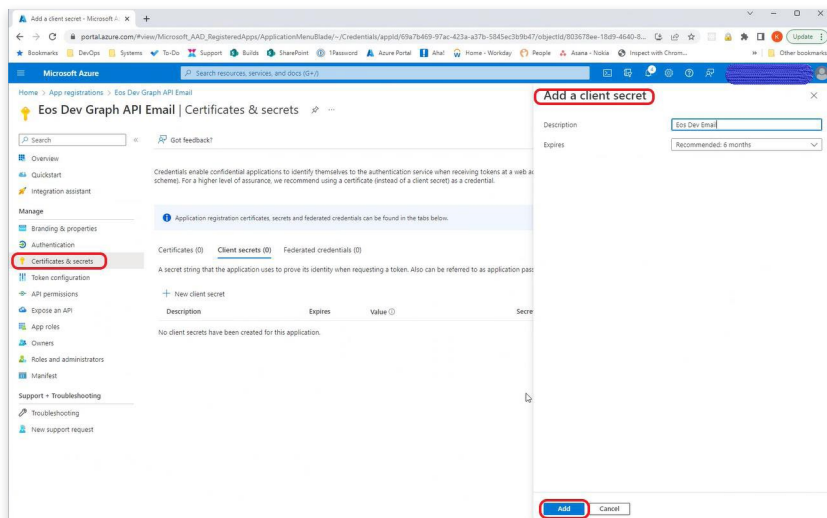 Add a client secret - Microsoft A
portal.azure.com/#view/Microsoft_AAD_RegisteredApps/ApplicationMenuBlade/~/Credentials/appId/69a7b469-97ac-423a-a37b-5845ec3b9b47/objectId/803678ee-18d9-4640-8...
Update
Bookmarks DevOps Systems To-Do Support Builds SharePoint 1Password Azure Portal Aha! Home - Workday People Asana - Nokia Inspect with Chrom... » Other bookmarks
Microsoft Azure
Search resources, services, and docs (G+/)
Home > App registrations > Eos Dev Graph API Email
Eos Dev Graph API Email | Certificates & secrets
Search
Got feedback?
Overview
Quickstart
Integration assistant
Manage
Branding & properties
Authentication
Certificates & secrets
Token configuration
API permissions
Expose an API
App roles
Owners
Roles and administrators
Manifest
Support + Troubleshooting
Troubleshooting
New support request
Credentials enable confidential applications to identify themselves to the authentication service when receiving tokens at a web a
scheme). For a higher level of assurance, we recommend using a certificate (instead of a client secret) as a credential.
Application registration certificates, secrets and federated credentials can be found in the tabs below.
Certificates (0) Client secrets (0) Federated credentials (0)
A secret string that the application uses to prove its identity when requesting a token. Also can be referred to as application pass
New client secret
Description Expires Value Secre
No client secrets have been created for this application.
Add a client secret
Description Eos Dev Email
Expires Recommended: 6 months
Add Cancel